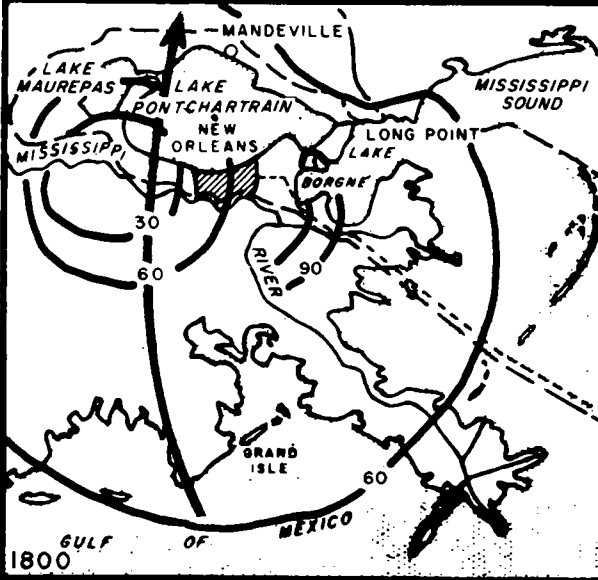 MANDEVILLE
LAKE
MAUREPAS
LAKE
PONTCHARTRAIN
NEW
ORLEANS
MISSISSIPPI
SOUND
LONG POINT
LAKE
BORGNE
MISSISSIPPI
RIVER
30
60
90
GRAND
ISLE
60
GULF OF MEXICO
1800